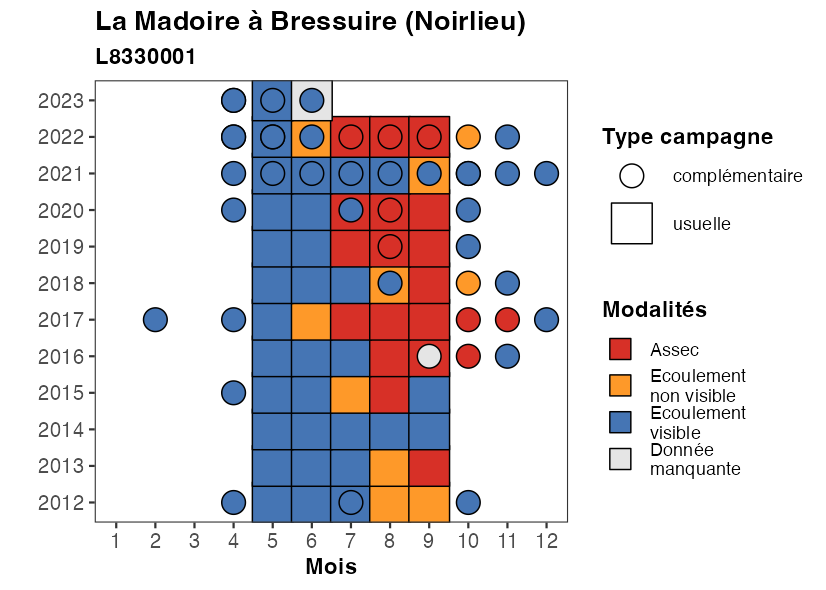 La Madoire à Bressuire (Noirlieu)
L8330001
2023
2022
2021
2020
2019
2018
2017
2016
2015
2014
2013
2012
1 2 3 4 5 6 7 8 9 10 11 12
Mois
Type campagne
complémentaire
usuelle
Modalités
Assec
Ecoulement
non visible
Ecoulement
visible
Donnée
manquante